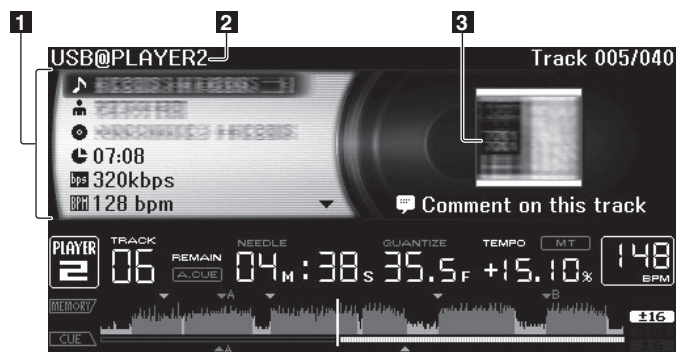 1 2 3
USB@PLAYER2
Track 005/040
07:08
bps 320kbps
BPM 128 bpm
Comment on this track
PLAYER 2
TRACK 06
REMAIN
A.CUE
NEEDLE
04M:38S 35.5F
QUANTIZE
TEMPO MT
+15.10%
148 BPM
MEMORY
A B
±16
CUE
A